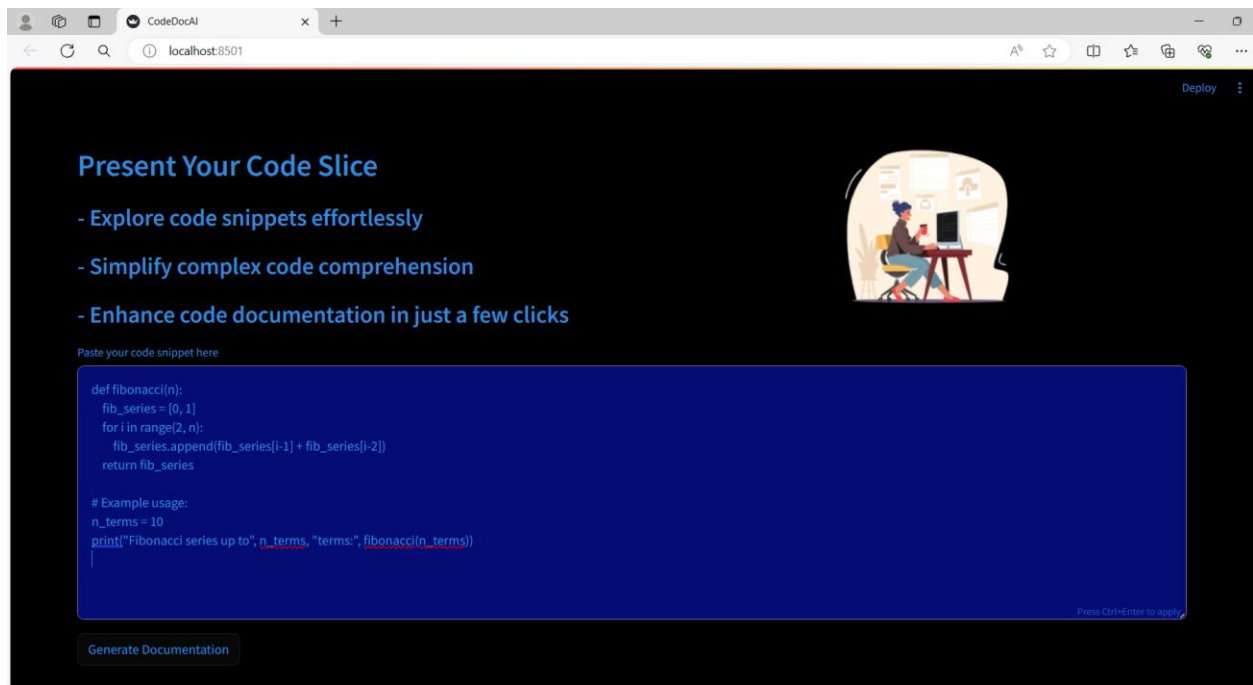 CodeDocAI
localhost:8501
Deploy
Present Your Code Slice
- Explore code snippets effortlessly
- Simplify complex code comprehension
- Enhance code documentation in just a few clicks
Paste your code snippet here
def fibonacci(n):
fib_series = [0, 1]
for i in range(2, n):
fib_series.append(fib_series[i-1] + fib_series[i-2])
return fib_series
# Example usage:
n_terms = 10
print("Fibonacci series up to", n_terms, "terms:", fibonacci(n_terms))
Press Ctrl+Enter to apply
Generate Documentation